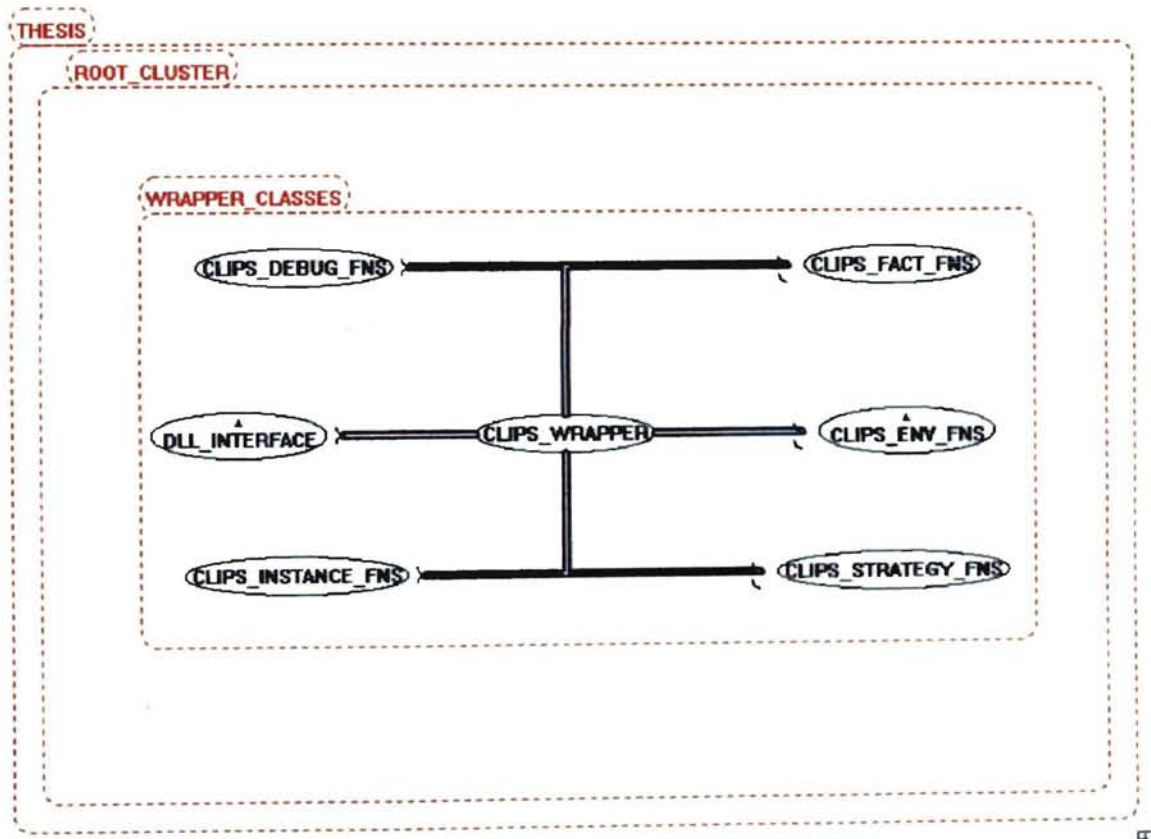 THESIS
ROOT_CLUSTER
WRAPPER_CLASSES
CLIPS_DEBUG_FNS
CLIPS_FACT_FNS
DLL_INTERFACE
CLIPS_WRAPPER
CLIPS_ENV_FNS
CLIPS_INSTANCE_FNS
CLIPS_STRATEGY_FNS